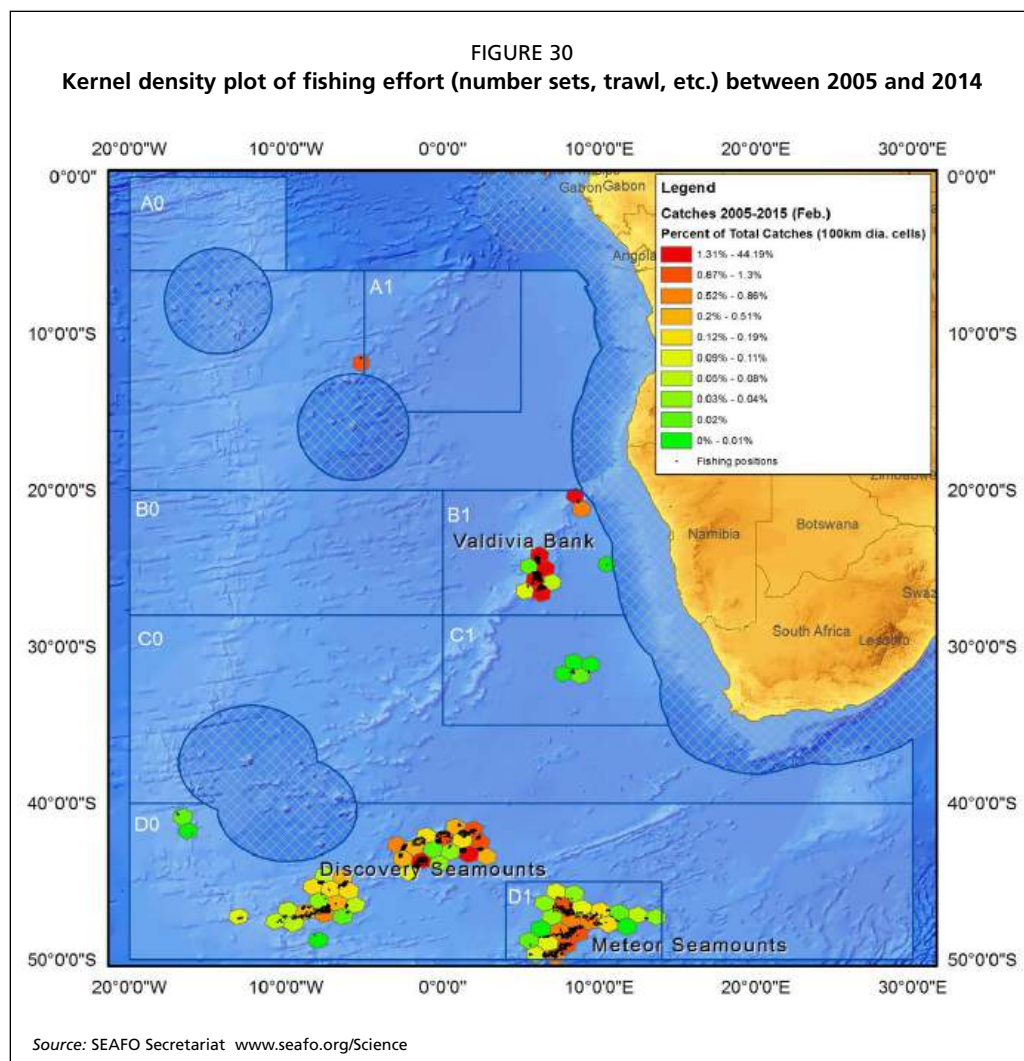 FIGURE 30
Kernel density plot of fishing effort (number sets, trawl, etc.) between 2005 and 2014
20°0'0"W 10°0'0"W 0°0'0" 10°0'0"E 20°0'0"E 30°0'0"E
0°0'0" 0°0'0"
A0
Gabon Gabon
Legend
Catches 2005-2015 (Feb.)
Percent of Total Catches (100km dia. cells)
1.31% - 44.19%
0.87% - 1.3%
0.52% - 0.86%
0.2% - 0.51%
0.12% - 0.19%
0.09% - 0.11%
0.05% - 0.08%
0.03% - 0.04%
0.02%
0% - 0.01%
Fishing positions
A1
10°0'0"S 10°0'0"S
20°0'0"S 20°0'0"S
B0 B1
Valdivia Bank
Namibia Botswana
C0 C1
South Africa
30°0'0"S 30°0'0"S
40°0'0"S 40°0'0"S
D0
Discovery Seamounts
D1
Meteor Seamounts
50°0'0"S 50°0'0"S
20°0'0"W 10°0'0"W 0°0'0" 10°0'0"E 20°0'0"E 30°0'0"E
Source: SEAFO Secretariat www.seafo.org/Science